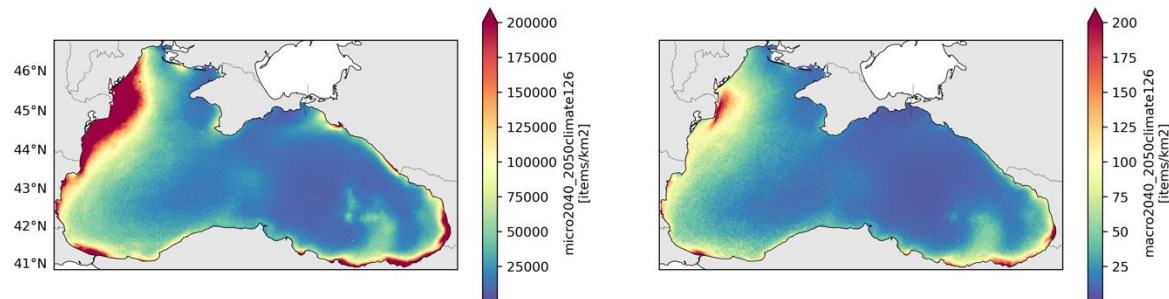 46°N
45°N
44°N
43°N
42°N
41°N
200000
175000
150000
125000
100000
75000
50000
25000
micro2040_2050climate126
[items/km2]
200
175
150
125
100
75
50
25
macro2040_2050climate126
[items/km2]